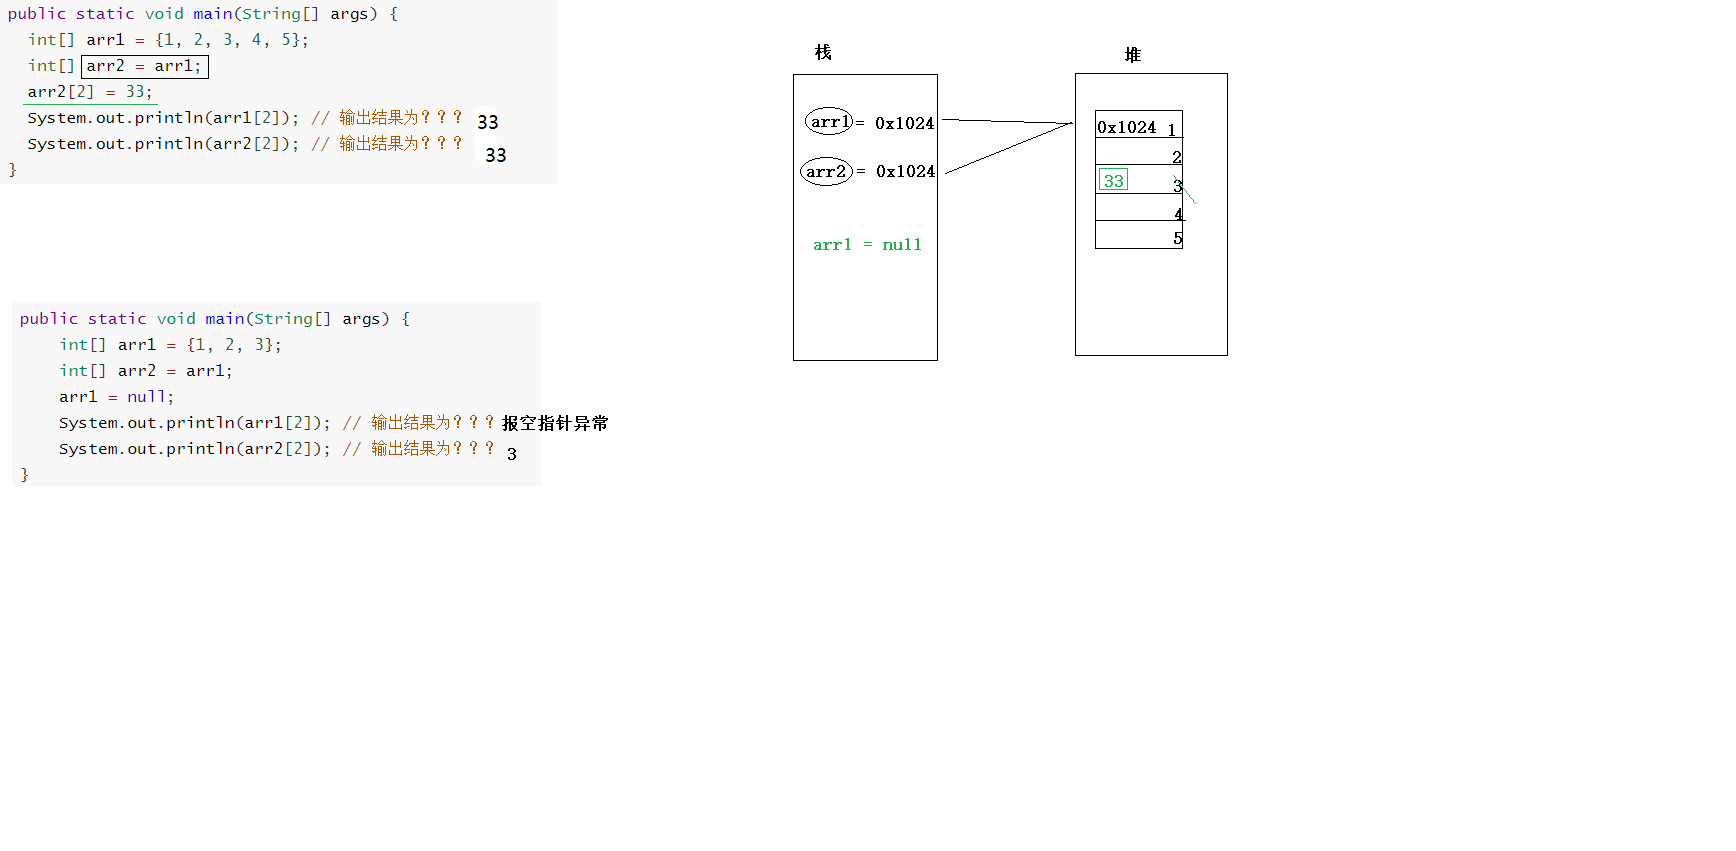 public static void main(String[] args) {
int[] arr1 = {1, 2, 3, 4, 5};
int[] arr2 = arr1;
arr2[2] = 33;
System.out.println(arr1[2]); // 输出结果为？？？ 33
System.out.println(arr2[2]); // 输出结果为？？？ 33
}
栈
arr1 = 0x1024
arr2 = 0x1024
arr1 = null
堆
0x1024 1
2
33 3
4
5
public static void main(String[] args) {
int[] arr1 = {1, 2, 3};
int[] arr2 = arr1;
arr1 = null;
System.out.println(arr1[2]); // 输出结果为？？？ 报空指针异常
System.out.println(arr2[2]); // 输出结果为？？？ 3
}